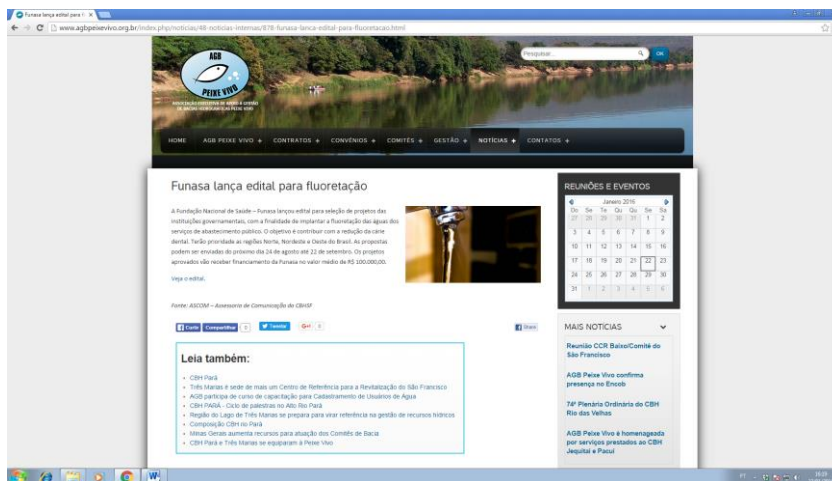 Funasa lança edital para f
www.agbpeixevivo.org.br/index.php/noticias/48-noticias-internas/878-funasa-lanca-edital-para-fluoretacao.html
AGB
PEIXE VIVO
Pesquisar...
OK
HOME AGB PEIXE VIVO + CONTRATOS + CONVÊNIOS + COMITÊS + GESTÃO + NOTÍCIAS + CONTATOS +
Funasa lança edital para fluoretação
A Fundação Nacional de Saúde – Funasa lançou edital para seleção de projetos das
instituições governamentais, com a finalidade de implantar a fluoretação das águas dos
serviços de abastecimento público. O objetivo é contribuir com a redução da cárie
dental. Terão prioridade as regiões Norte, Nordeste e Oeste do Brasil. As propostas
podem ser enviadas do próximo dia 24 de agosto até 22 de setembro. Os projetos
aprovados vão receber financiamento da Funasa no valor médio de R$ 100.000,00.
Veja o edital.
Fonte: ASCOM – Assessoria de Comunicação do CBHSF
Curtir Compartilhar 0 Tweetar G+1 0
Share
Leia também:
CBH Pará
Três Marias é sede de mais um Centro de Referência para a Revitalização do São Francisco
AGB participa de curso de capacitação para Cadastramento de Usuários de Água
CBH PARÁ - Ciclo de palestras no Alto Rio Pará
Região do Lago de Três Marias se prepara para virar referência na gestão de recursos hídricos
Composição CBH rio Pará
Minas Gerais aumenta recursos para atuação dos Comitês de Bacia
CBH Pará e Três Marias se equiparam à Peixe Vivo
REUNIÕES E EVENTOS
Janeiro 2016
Do Se Te Qu Qu Se Sa
27 28 29 30 31 1 2
3 4 5 6 7 8 9
10 11 12 13 14 15 16
17 18 19 20 21 22 23
24 25 26 27 28 29 30
31 1 2 3 4 5 6
MAIS NOTÍCIAS
Reunião CCR Baixo/Comitê do
São Francisco
AGB Peixe Vivo confirma
presença no Encob
74ª Plenária Ordinária do CBH
Rio das Velhas
AGB Peixe Vivo é homenageada
por serviços prestados ao CBH
Jequitaí e Pacuí
PT